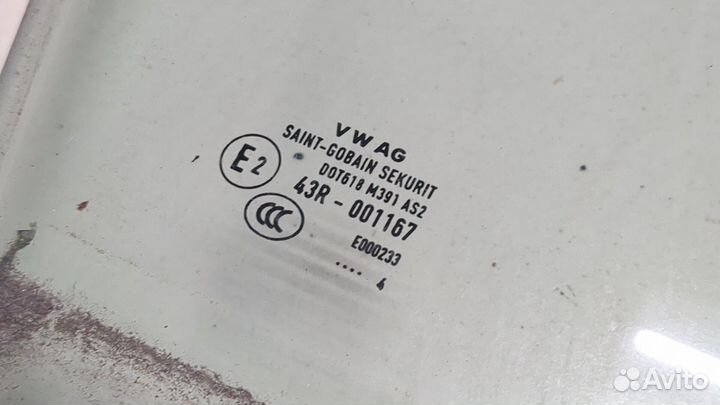 VW AG
SAINT-GOBAIN SEKURIT
DOT618 M391 AS2
E2
43R - 001167
CCC
E000233
.... 4
Avito